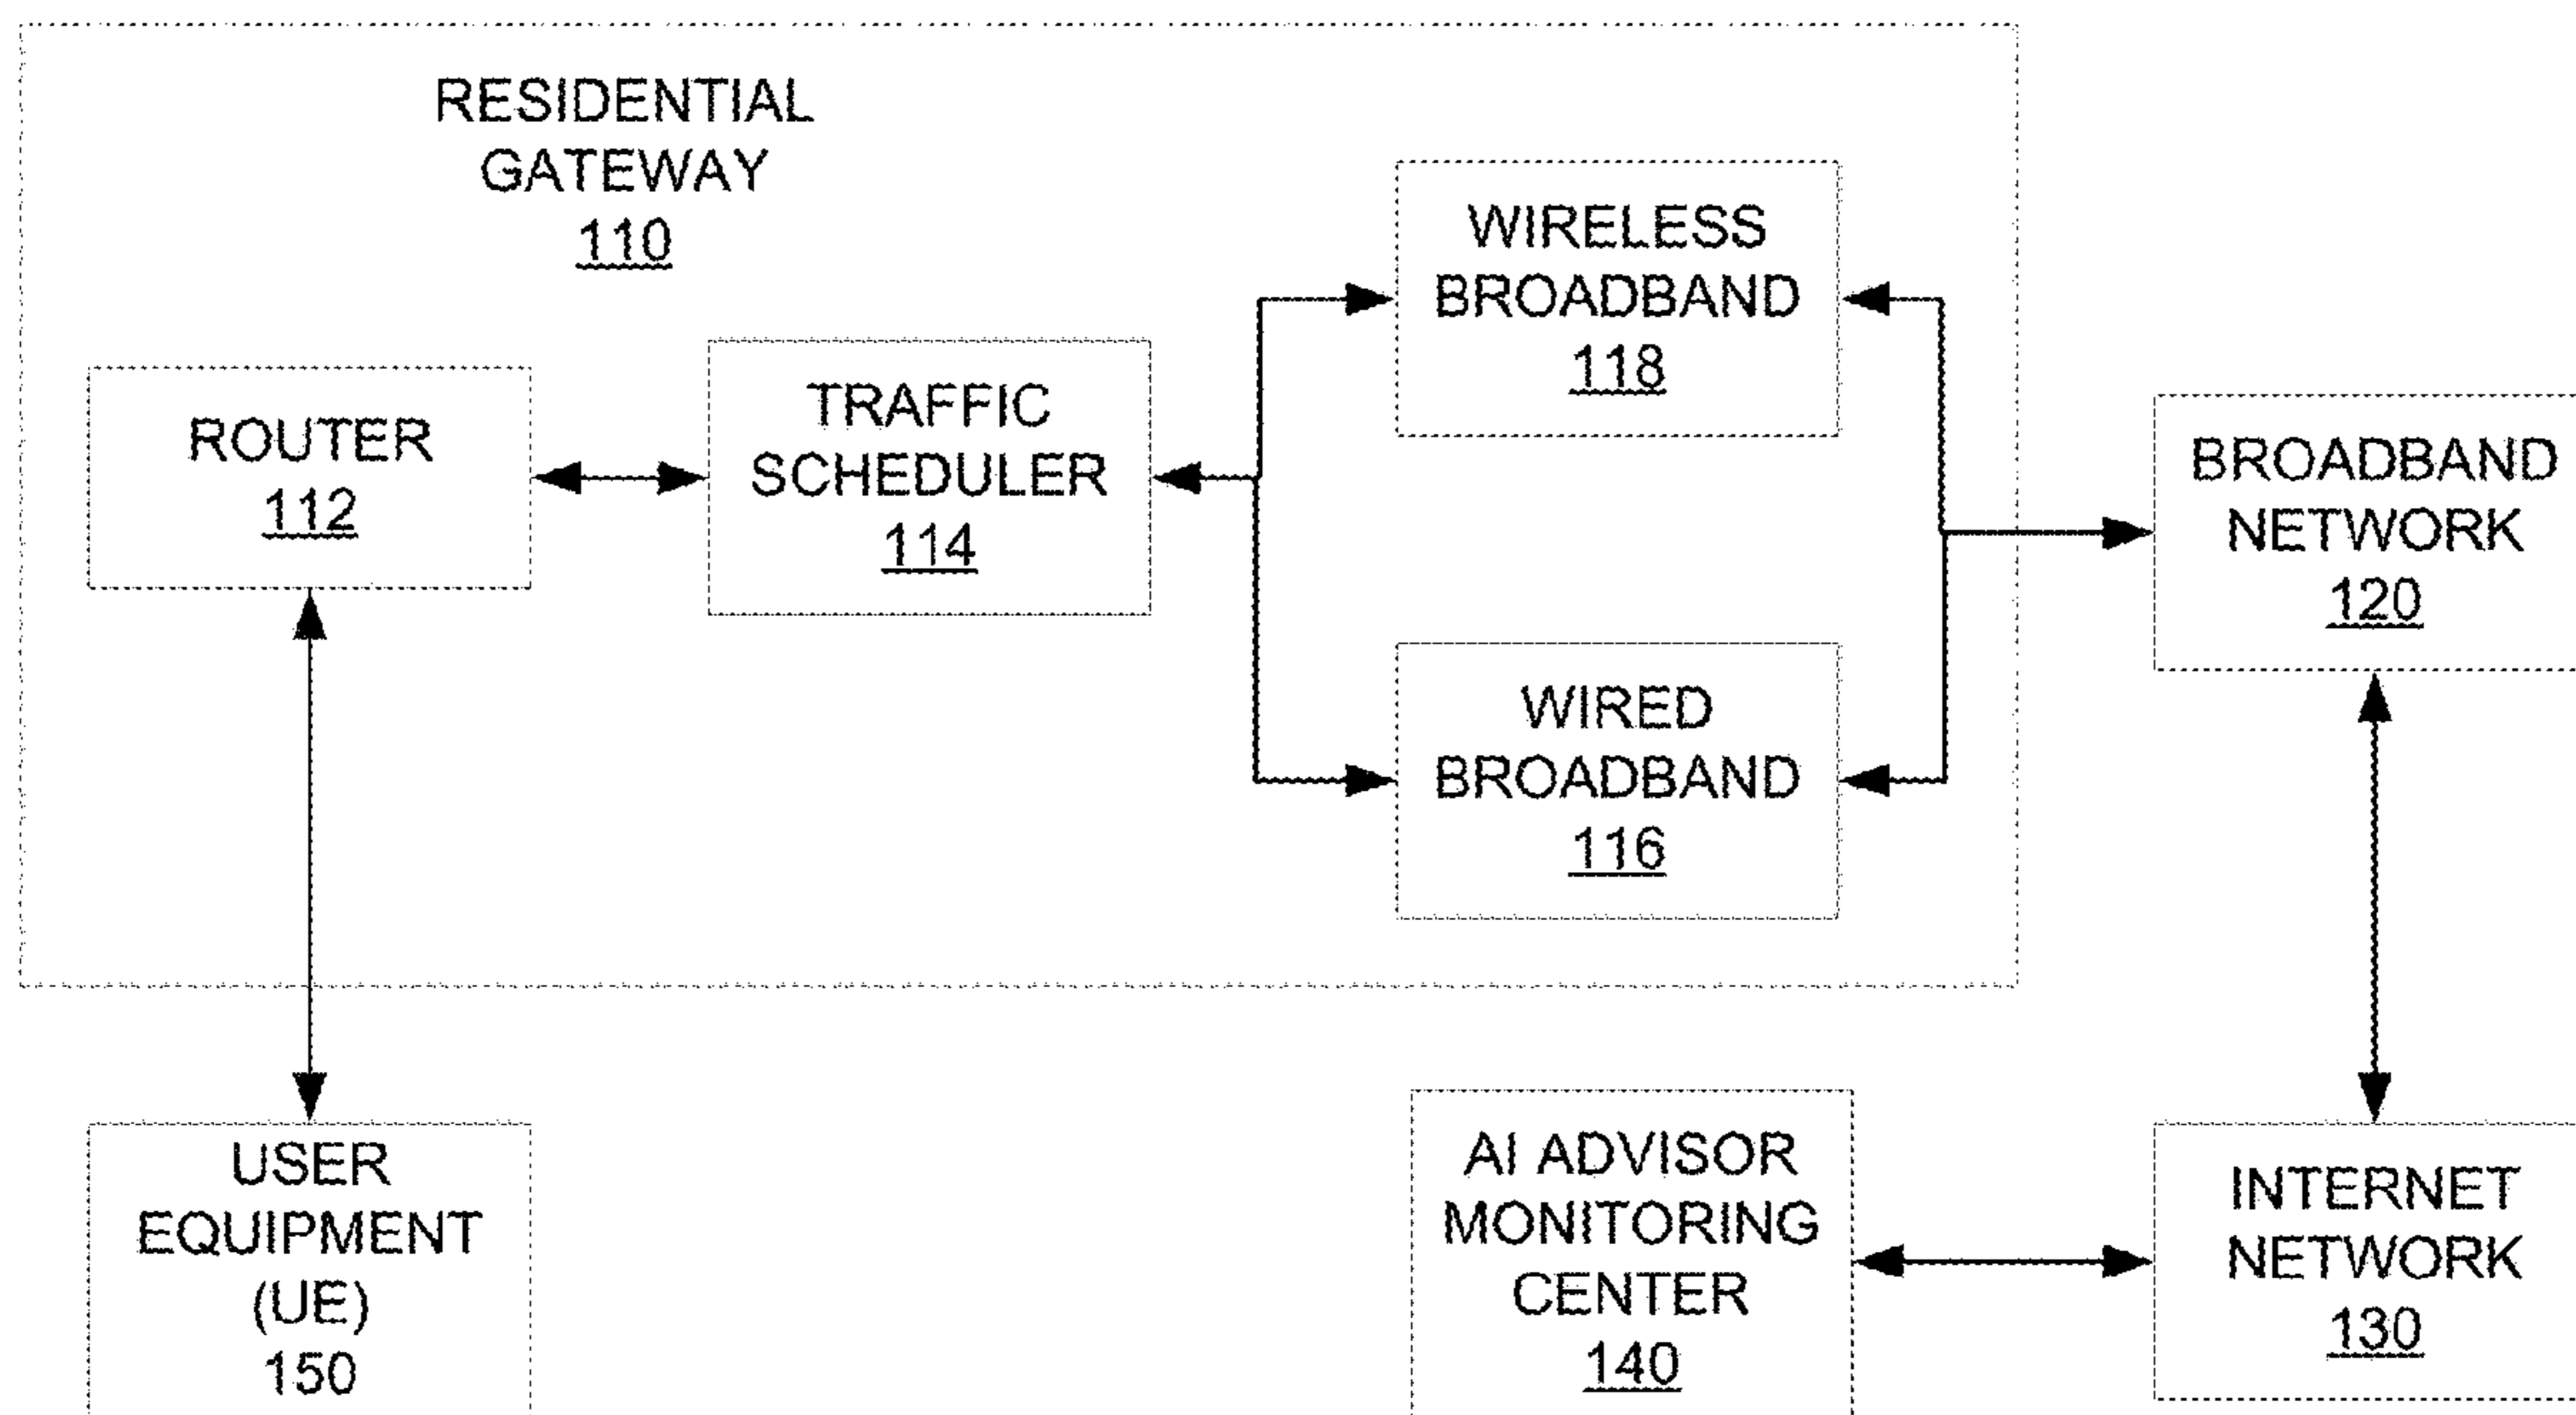 RESIDENTIAL
GATEWAY
110
WIRELESS
BROADBAND
118
ROUTER
112
TRAFFIC
SCHEDULER
114
BROADBAND
NETWORK
120
WIRED
BROADBAND
116
USER
EQUIPMENT
(UE)
150
AI ADVISOR
MONITORING
CENTER
140
INTERNET
NETWORK
130